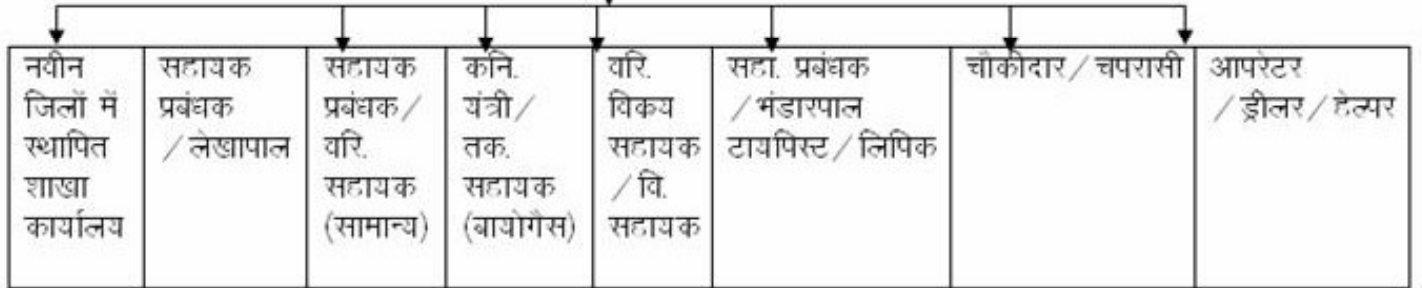 नवीन
जिलों में
स्थापित
शाखा
कार्यालय
सहायक
प्रबंधक
/लेखापाल
सहायक
प्रबंधक/
वरि.
सहायक
(सामान्य)
कनि.
यंत्री/
तक.
सहायक
(बायोगैस)
वरि.
विकय
सहायक
/वि.
सहायक
सहा. प्रबंधक
/भंडारपाल
टायपिस्ट/लिपिक
चौकीदार/चपरासी
आपरेटर
/ड्रीलर/हेल्पर